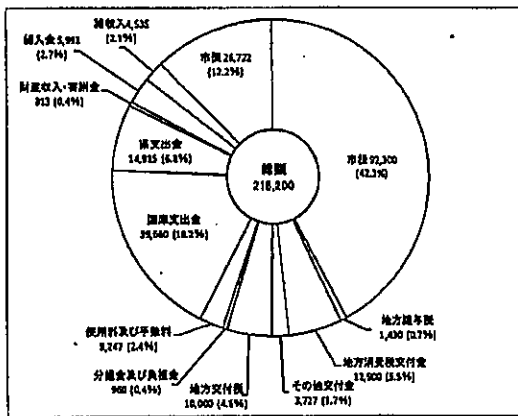 諸収入4,535
(2.1%)
繰入金5,991
(2.7%)
財産収入・寄附金
813 (0.4%)
市債26,722
(12.2%)
県支出金
14,815 (6.8%)
総額
218,200
市税92,300
(42.3%)
国庫支出金
39,660 (18.2%)
使用料及び手数料
5,247 (2.4%)
分担金及び負担金
960 (0.4%)
地方交付税
10,000 (4.6%)
その他交付金
3,727 (1.7%)
地方消費税交付金
12,000 (5.5%)
地方譲与税
1,430 (0.7%)